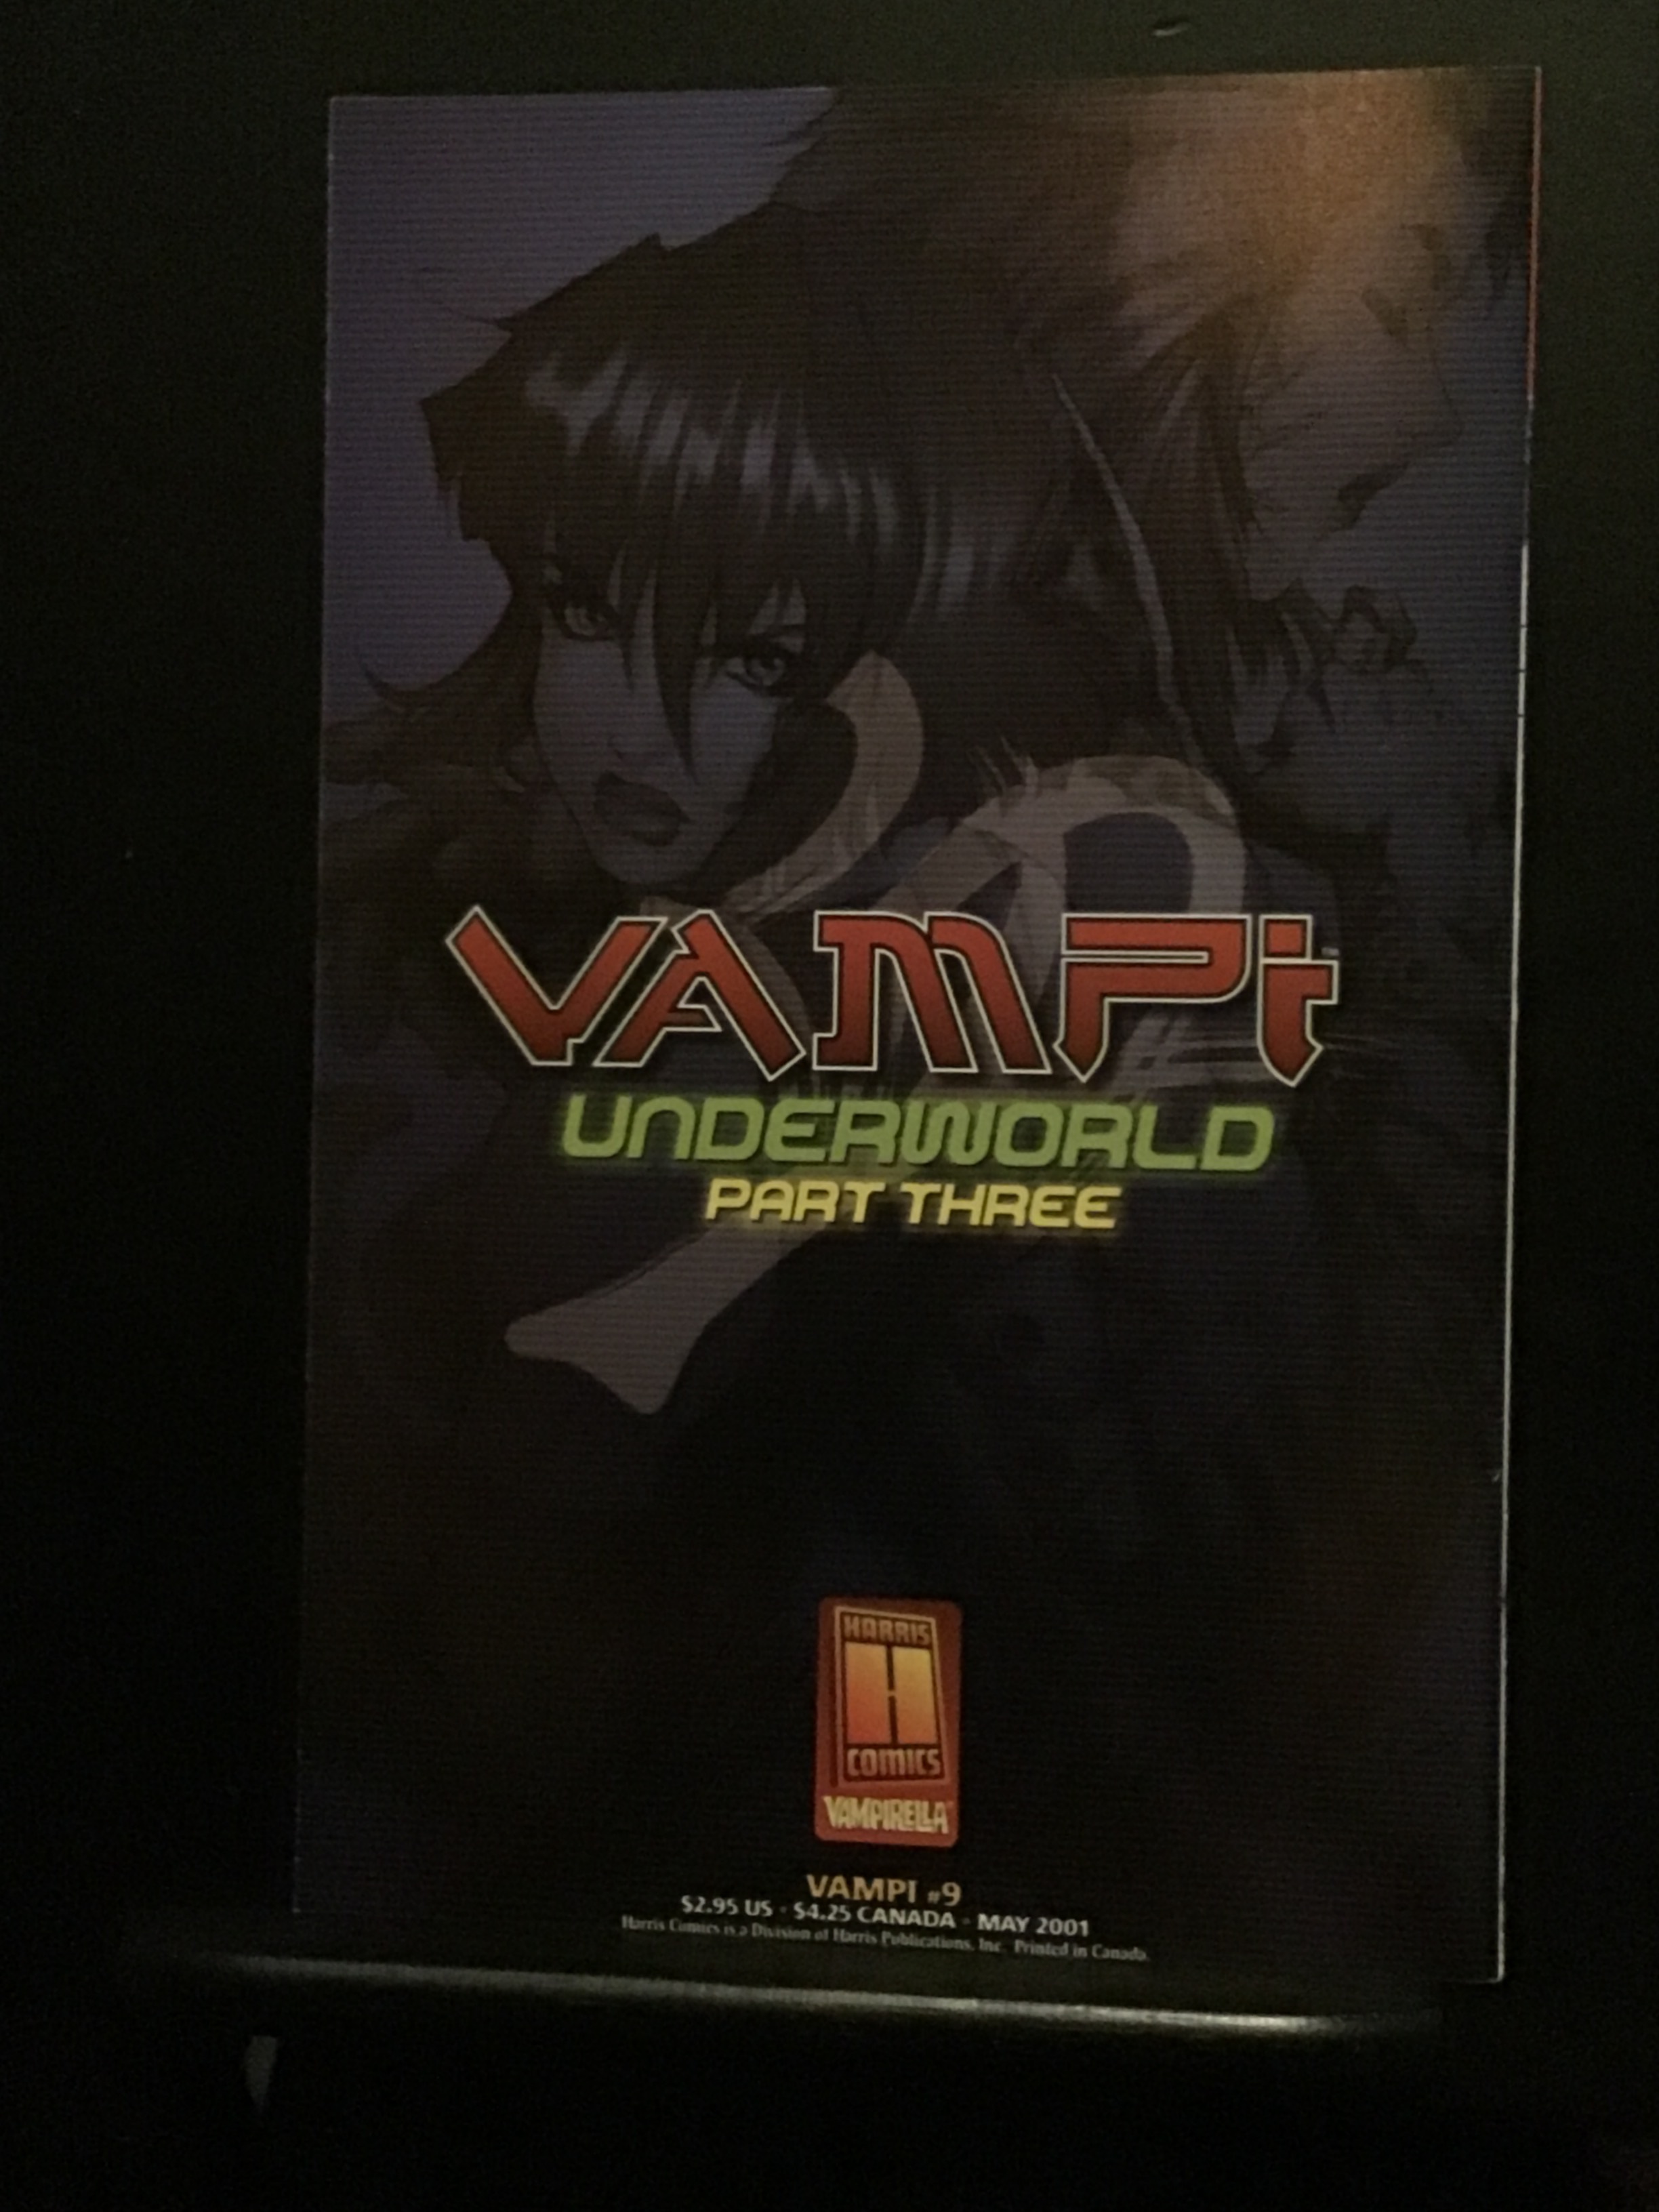 VAMPi
UNDERWORLD
PART THREE
HARRIS
H
COMICS
VAMPIRELLA
VAMPI #9
$2.95 US · $4.25 CANADA · MAY 2001
Harris Comics is a Division of Harris Publications, Inc. Printed in Canada.